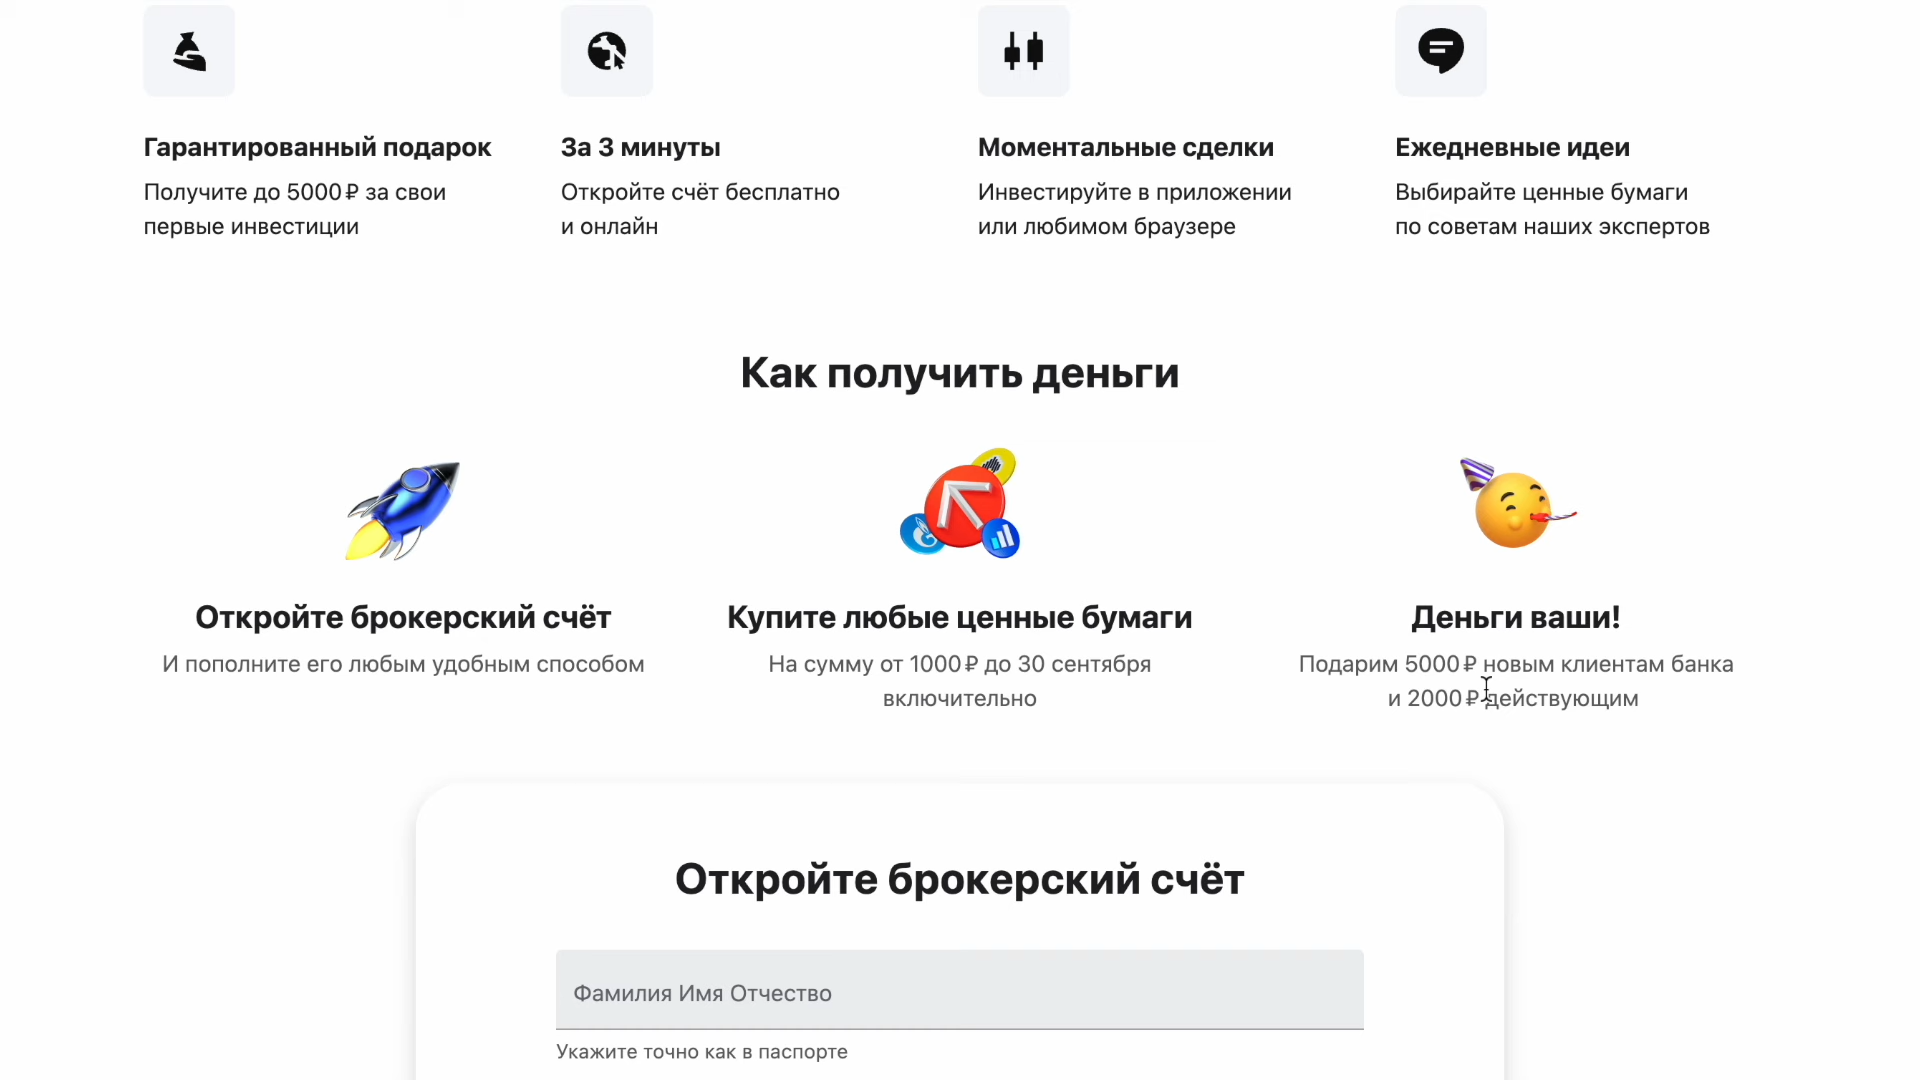 Гарантированный подарок
Получите до 5000 ₽ за свои
первые инвестиции
За 3 минуты
Откройте счёт бесплатно
и онлайн
Моментальные сделки
Инвестируйте в приложении
или любимом браузере
Ежедневные идеи
Выбирайте ценные бумаги
по советам наших экспертов
Как получить деньги
Откройте брокерский счёт
И пополните его любым удобным способом
Купите любые ценные бумаги
На сумму от 1000 ₽ до 30 сентября
включительно
Деньги ваши!
Подарим 5000 ₽ новым клиентам банка
и 2000 ₽ действующим
Откройте брокерский счёт
Фамилия Имя Отчество
Укажите точно как в паспорте